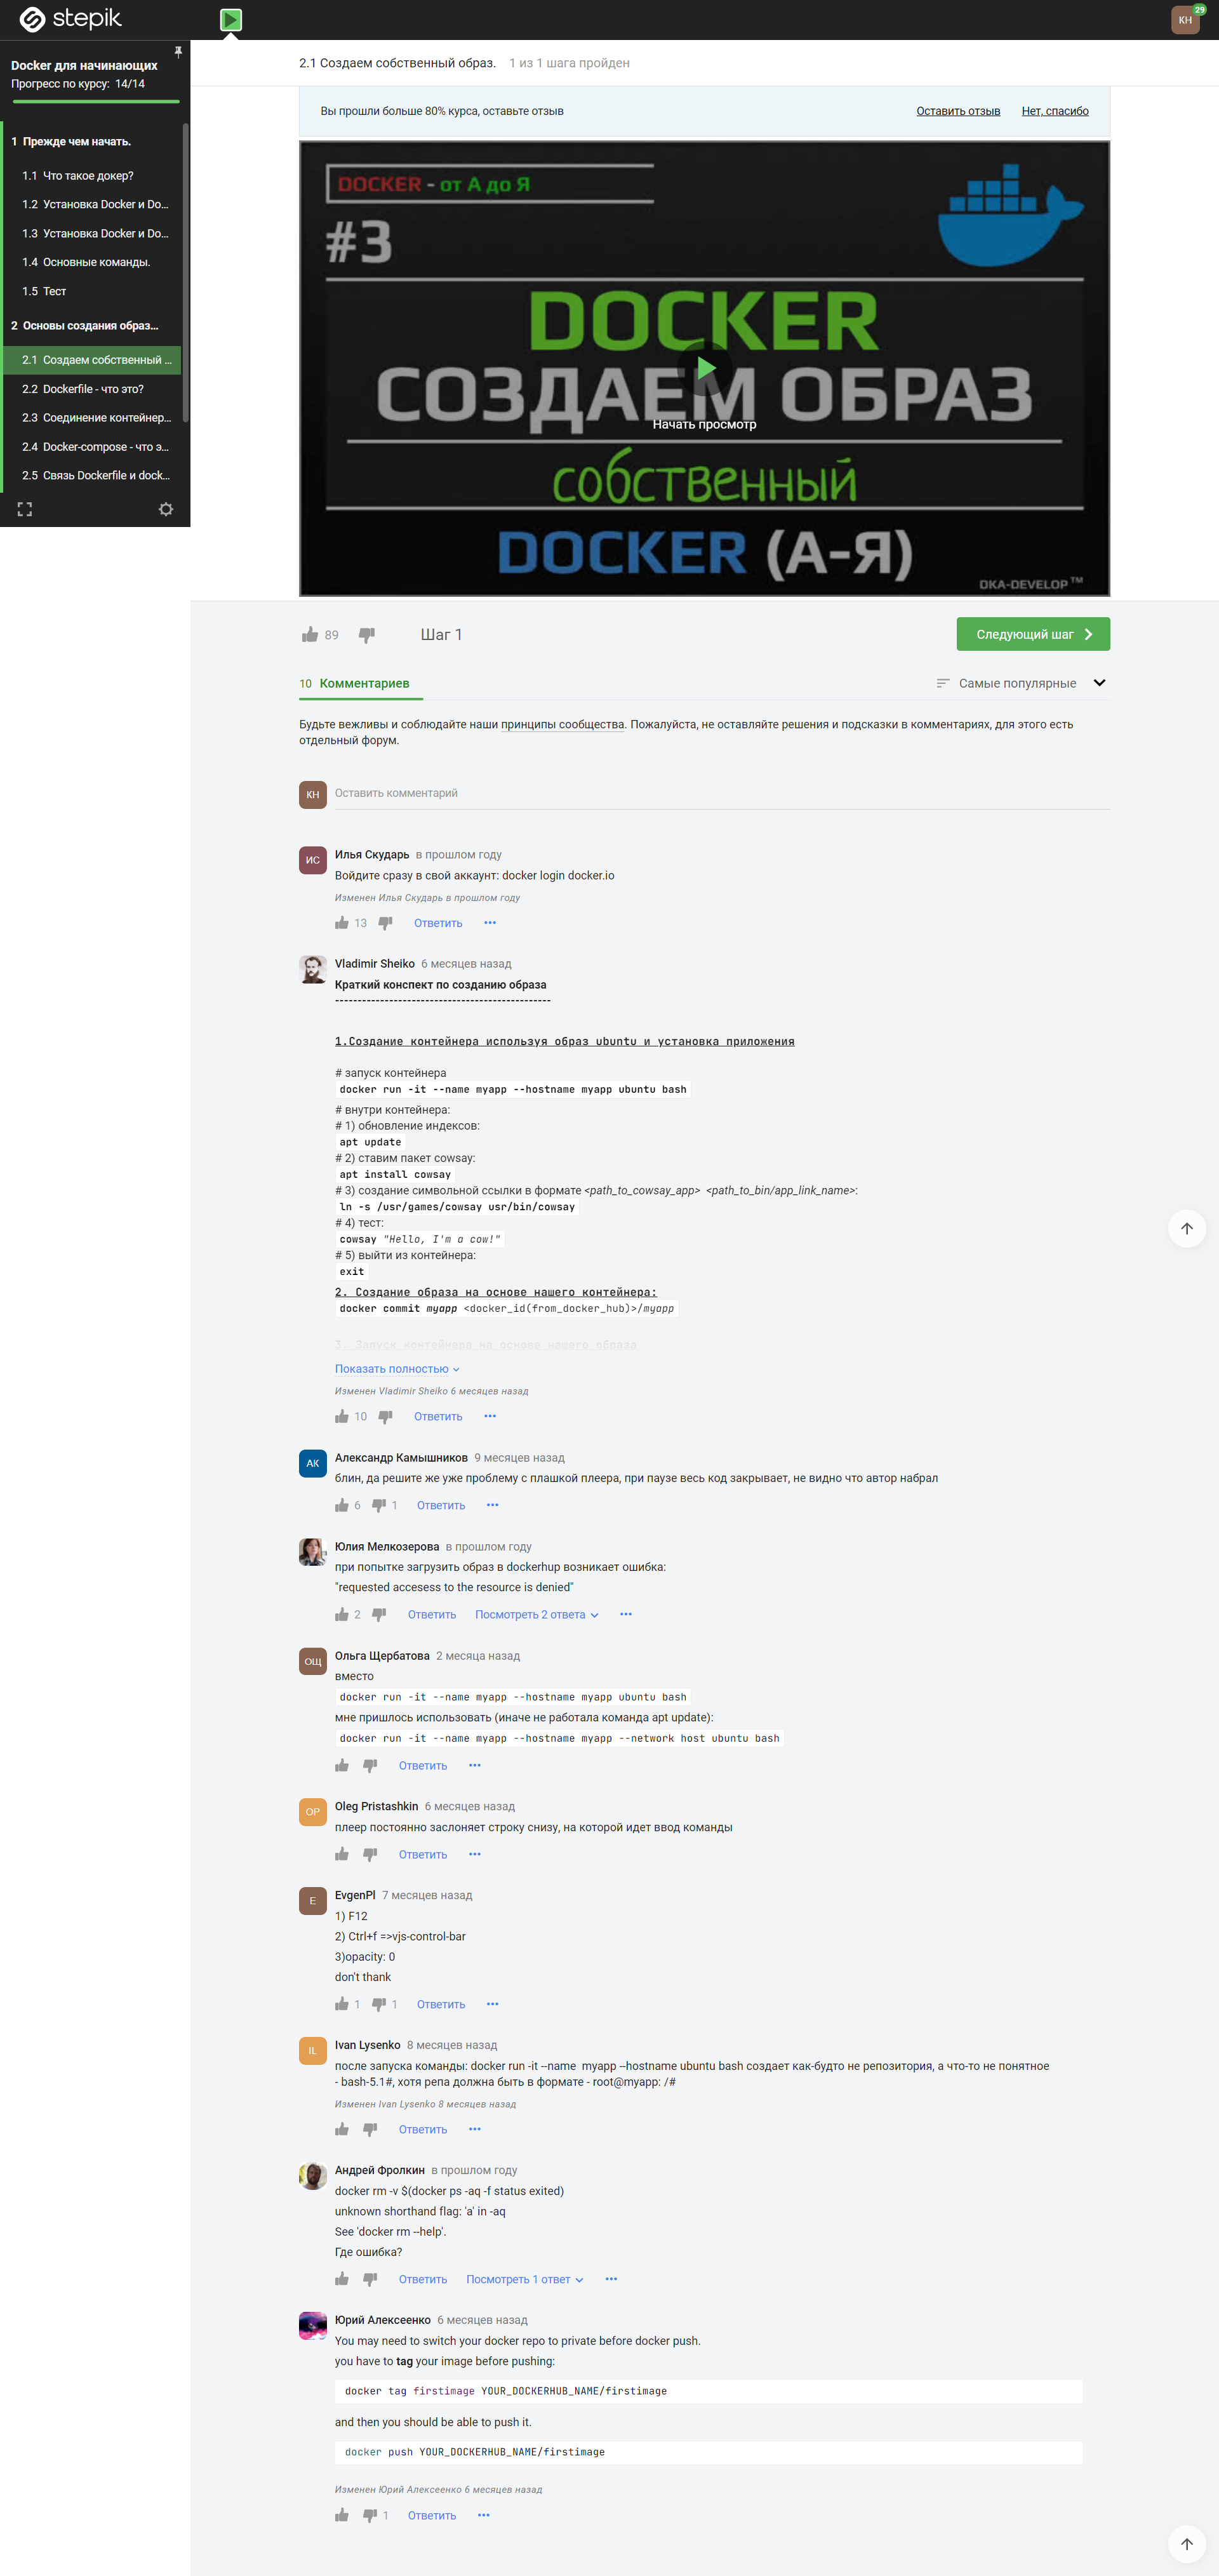 stepik
КН
29
Docker для начинающих
Прогресс по курсу: 14/14
1 Прежде чем начать.
1.1 Что такое докер?
1.2 Установка Docker и Do...
1.3 Установка Docker и Do...
1.4 Основные команды.
1.5 Тест
2 Основы создания образ...
2.1 Создаем собственный ...
2.2 Dockerfile - что это?
2.3 Соединение контейнер...
2.4 Docker-compose - что э...
2.5 Связь Dockerfile и dock...
2.1 Создаем собственный образ. 1 из 1 шага пройден
Вы прошли больше 80% курса, оставьте отзыв
Оставить отзыв Нет, спасибо
DOCKER - от А до Я
#3
DOCKER
СОЗДАЕМ ОБРАЗ
Начать просмотр
собственный
DOCKER (А-Я)
DKA-DEVELOP™
89
Шаг 1
Следующий шаг
10 Комментариев
Самые популярные
Будьте вежливы и соблюдайте наши принципы сообщества. Пожалуйста, не оставляйте решения и подсказки в комментариях, для этого есть
отдельный форум.
КН
Оставить комментарий
ИС
Илья Скударь в прошлом году
Войдите сразу в свой аккаунт: docker login docker.io
Изменен Илья Скударь в прошлом году
13 Ответить
Vladimir Sheiko 6 месяцев назад
Краткий конспект по созданию образа
------------------------------------------------
1.Создание контейнера используя образ ubuntu и установка приложения
# запуск контейнера
docker run -it --name myapp --hostname myapp ubuntu bash
# внутри контейнера:
# 1) обновление индексов:
apt update
# 2) ставим пакет cowsay:
apt install cowsay
# 3) создание символьной ссылки в формате <path_to_cowsay_app> <path_to_bin/app_link_name>:
ln -s /usr/games/cowsay usr/bin/cowsay
# 4) тест:
cowsay "Hello, I'm a cow!"
# 5) выйти из контейнера:
exit
2. Создание образа на основе нашего контейнера:
docker commit myapp <docker_id(from_docker_hub)>/myapp
3. Запуск контейнера на основе нашего образа
Показать полностью
Изменен Vladimir Sheiko 6 месяцев назад
10 Ответить
АК
Александр Камышников 9 месяцев назад
блин, да решите же уже проблему с плашкой плеера, при паузе весь код закрывает, не видно что автор набрал
6 1 Ответить
Юлия Мелкозерова в прошлом году
при попытке загрузить образ в dockerhup возникает ошибка:
"requested accesess to the resource is denied"
2 Ответить Посмотреть 2 ответа
ОЩ
Ольга Щербатова 2 месяца назад
вместо
docker run -it --name myapp --hostname myapp ubuntu bash
мне пришлось использовать (иначе не работала команда apt update):
docker run -it --name myapp --hostname myapp --network host ubuntu bash
Ответить
OP
Oleg Pristashkin 6 месяцев назад
плеер постоянно заслоняет строку снизу, на которой идет ввод команды
Ответить
E
EvgenPl 7 месяцев назад
1) F12
2) Ctrl+f =>vjs-control-bar
3)opacity: 0
don't thank
1 1 Ответить
IL
Ivan Lysenko 8 месяцев назад
после запуска команды: docker run -it --name myapp --hostname ubuntu bash создает как-будто не репозитория, а что-то не понятное
- bash-5.1#, хотя репа должна быть в формате - root@myapp: /#
Изменен Ivan Lysenko 8 месяцев назад
Ответить
Андрей Фролкин в прошлом году
docker rm -v $(docker ps -aq -f status exited)
unknown shorthand flag: 'a' in -aq
See 'docker rm --help'.
Где ошибка?
Ответить Посмотреть 1 ответ
Юрий Алексеенко 6 месяцев назад
You may need to switch your docker repo to private before docker push.
you have to tag your image before pushing:
docker tag firstimage YOUR_DOCKERHUB_NAME/firstimage
and then you should be able to push it.
docker push YOUR_DOCKERHUB_NAME/firstimage
Изменен Юрий Алексеенко 6 месяцев назад
1 Ответить